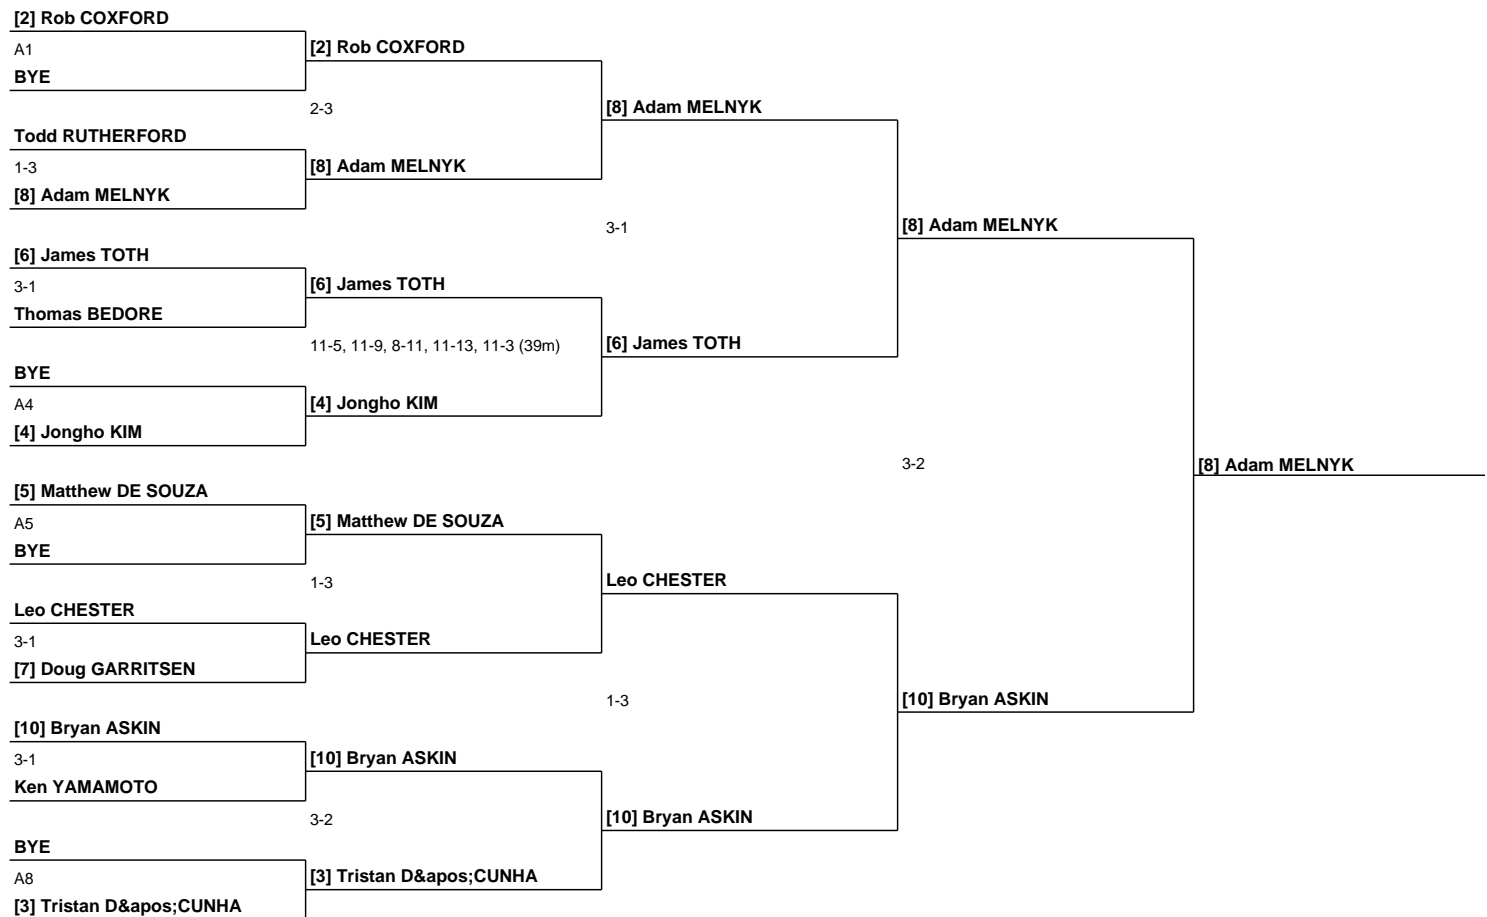 [2] Rob COXFORD
A1
BYE
[2] Rob COXFORD
2-3
Todd RUTHERFORD
1-3
[8] Adam MELNYK
[8] Adam MELNYK
[8] Adam MELNYK
3-1
[6] James TOTH
3-1
Thomas BEDORE
[6] James TOTH
11-5, 11-9, 8-11, 11-13, 11-3 (39m)
BYE
A4
[4] Jongho KIM
[4] Jongho KIM
[6] James TOTH
[8] Adam MELNYK
3-2
[5] Matthew DE SOUZA
A5
BYE
[5] Matthew DE SOUZA
1-3
Leo CHESTER
3-1
[7] Doug GARRITSEN
Leo CHESTER
Leo CHESTER
1-3
[10] Bryan ASKIN
3-1
Ken YAMAMOTO
[10] Bryan ASKIN
3-2
BYE
A8
[3] Tristan D&apos;CUNHA
[3] Tristan D&apos;CUNHA
[10] Bryan ASKIN
[10] Bryan ASKIN
[8] Adam MELNYK